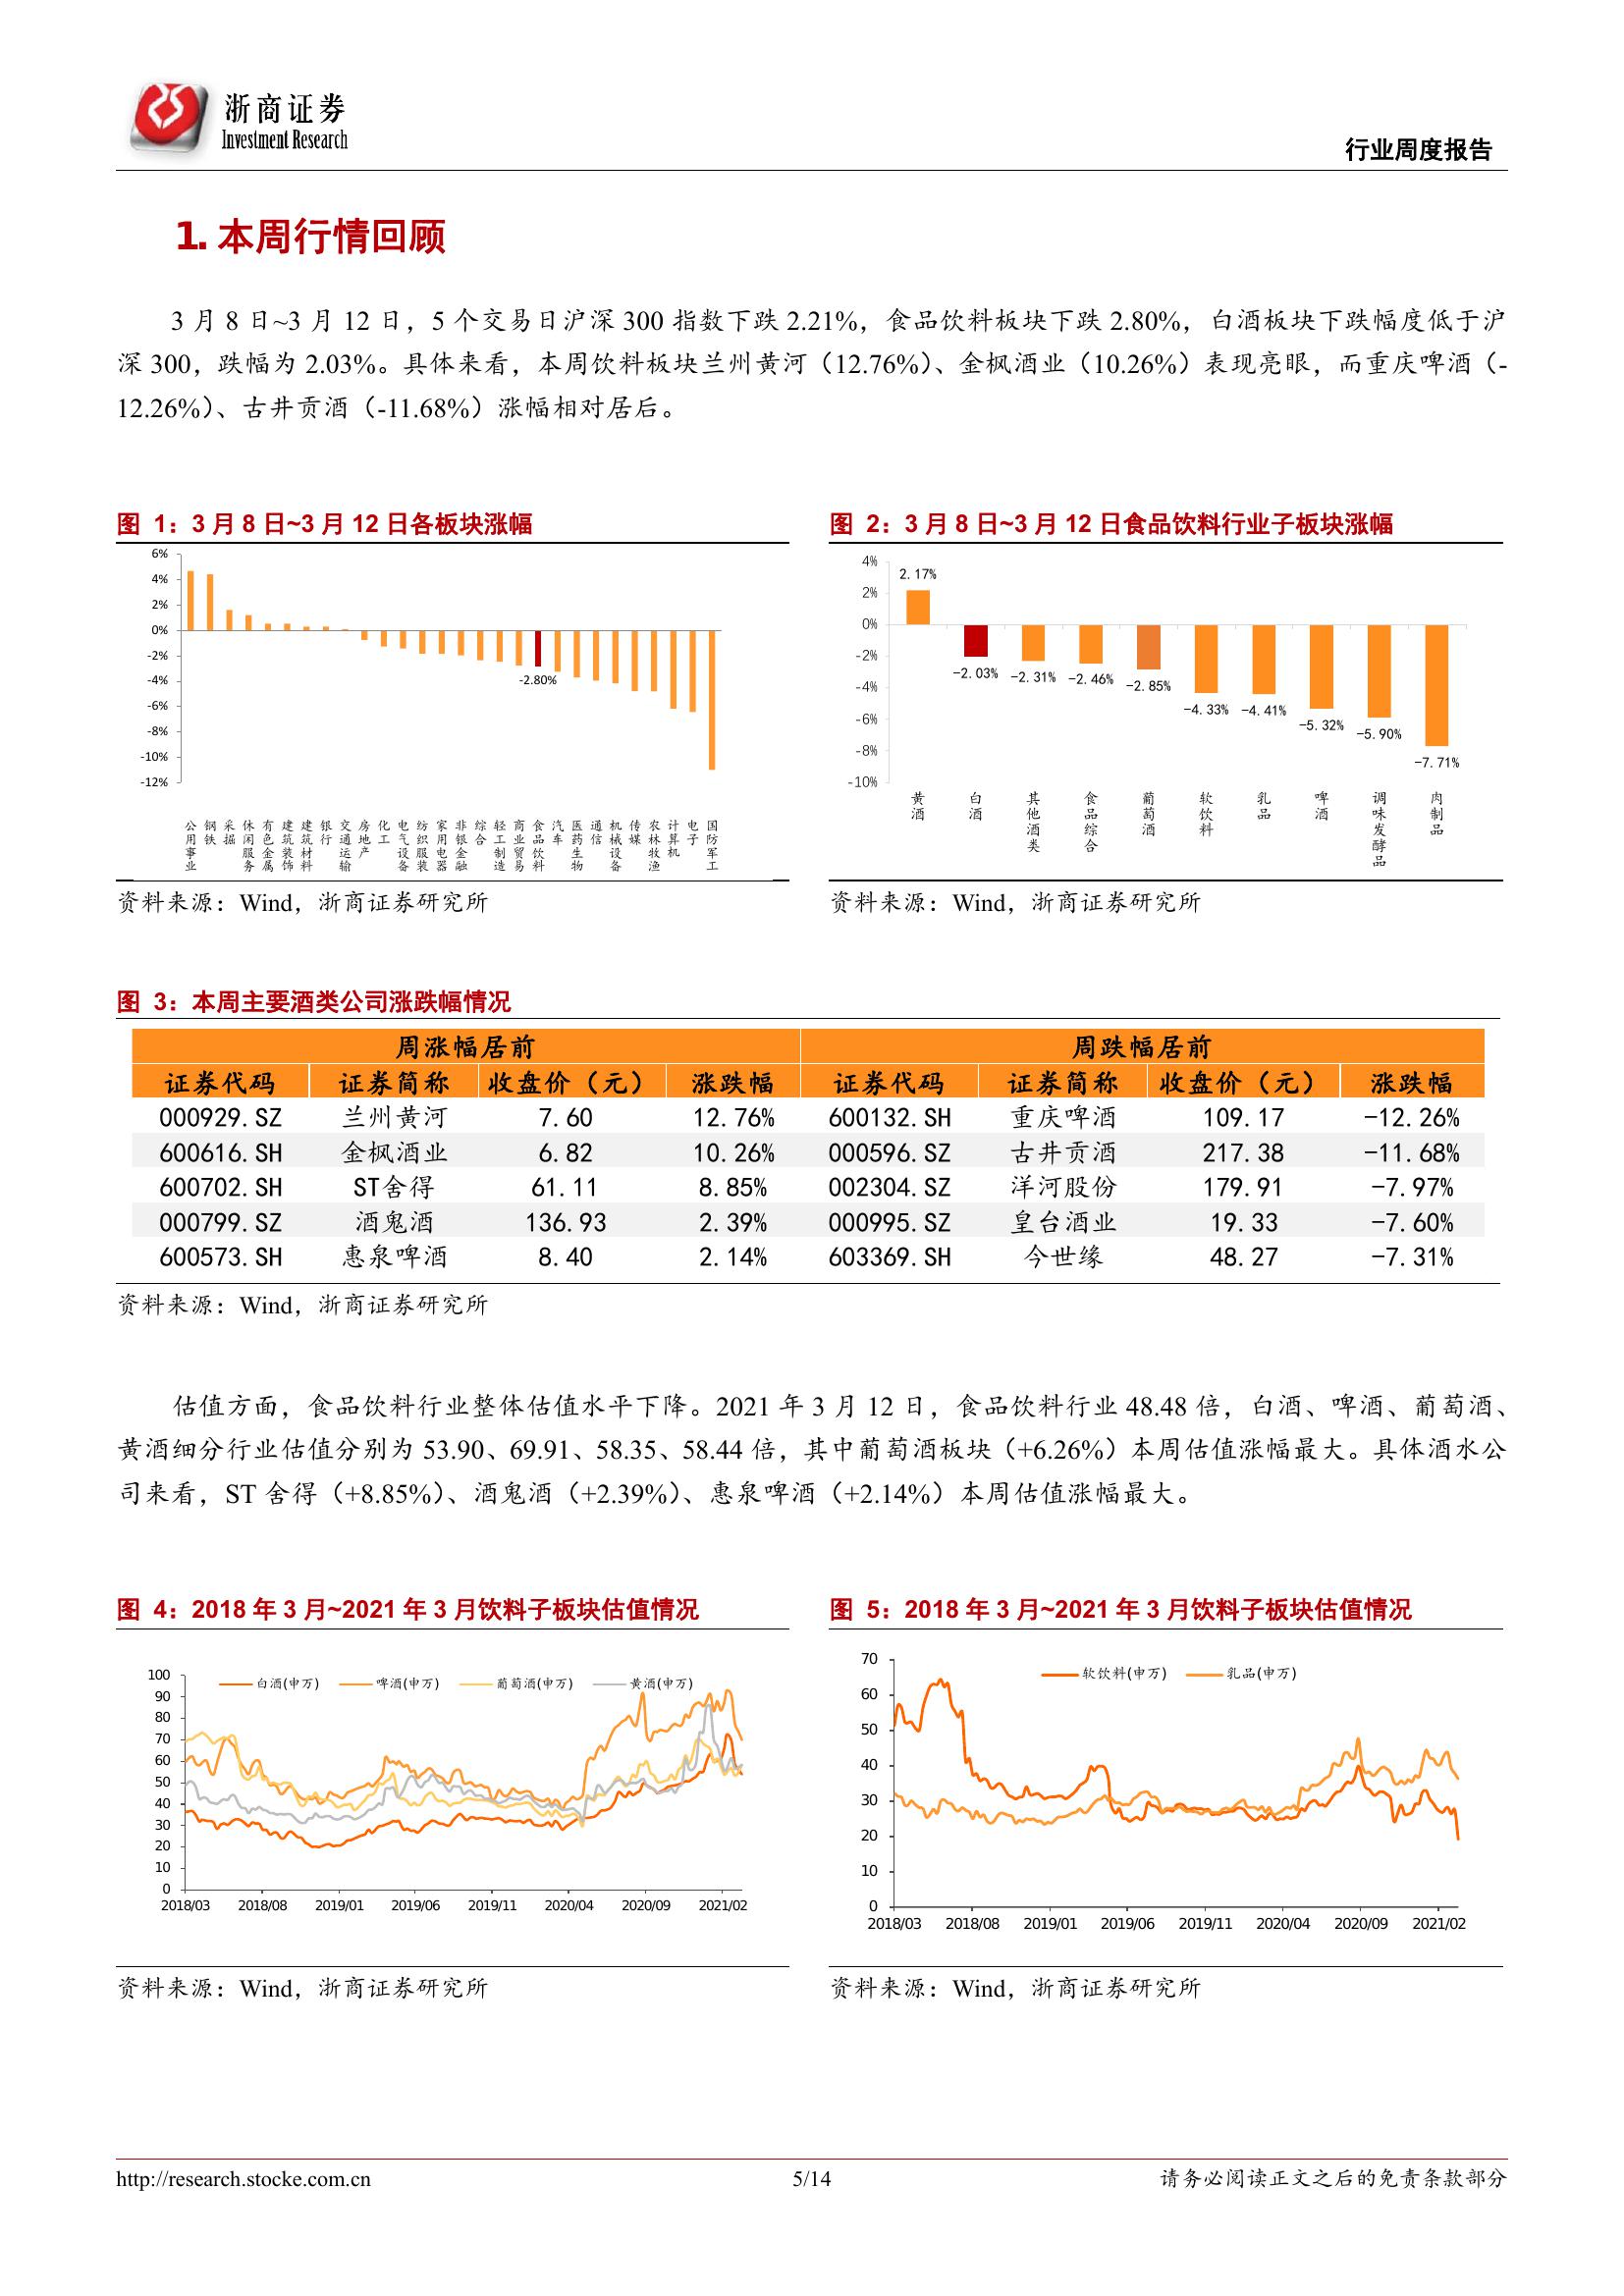 浙商证券
Investment Research
行业周度报告
1. 本周行情回顾
3 月 8 日~3 月 12 日，5 个交易日沪深 300 指数下跌 2.21%，食品饮料板块下跌 2.80%，白酒板块下跌幅度低于沪
深 300，跌幅为 2.03%。具体来看，本周饮料板块兰州黄河（12.76%）、金枫酒业（10.26%）表现亮眼，而重庆啤酒（-
12.26%）、古井贡酒（-11.68%）涨幅相对居后。
图 1：3 月 8 日~3 月 12 日各板块涨幅
6%
4%
2%
0%
-2%
-4%
-6%
-8%
-10%
-12%
-2.80%
公用事业 钢铁 采掘 休闲服务 有色金属 建筑装饰 建筑材料 银行 交通运输 房地产 化工 电气设备 纺织服装 家用电器 非银金融 综合 轻工制造 商业贸易 食品饮料 汽车 医药生物 通信 机械设备 传媒 农林牧渔 计算机 电子 国防军工
资料来源：Wind，浙商证券研究所
图 2：3 月 8 日~3 月 12 日食品饮料行业子板块涨幅
4%
2%
0%
-2%
-4%
-6%
-8%
-10%
2.17% -2.03% -2.31% -2.46% -2.85% -4.33% -4.41% -5.32% -5.90% -7.71%
黄酒 白酒 其他酒类 食品综合 葡萄酒 软饮料 乳品 啤酒 调味发酵品 肉制品
资料来源：Wind，浙商证券研究所
图 3：本周主要酒类公司涨跌幅情况
周涨幅居前 周跌幅居前
证券代码 证券简称 收盘价（元） 涨跌幅 证券代码 证券简称 收盘价（元） 涨跌幅
000929.SZ 兰州黄河 7.60 12.76% 600132.SH 重庆啤酒 109.17 -12.26%
600616.SH 金枫酒业 6.82 10.26% 000596.SZ 古井贡酒 217.38 -11.68%
600702.SH ST舍得 61.11 8.85% 002304.SZ 洋河股份 179.91 -7.97%
000799.SZ 酒鬼酒 136.93 2.39% 000995.SZ 皇台酒业 19.33 -7.60%
600573.SH 惠泉啤酒 8.40 2.14% 603369.SH 今世缘 48.27 -7.31%
资料来源：Wind，浙商证券研究所
估值方面，食品饮料行业整体估值水平下降。2021 年 3 月 12 日，食品饮料行业 48.48 倍，白酒、啤酒、葡萄酒、
黄酒细分行业估值分别为 53.90、69.91、58.35、58.44 倍，其中葡萄酒板块（+6.26%）本周估值涨幅最大。具体酒水公
司来看，ST 舍得（+8.85%）、酒鬼酒（+2.39%）、惠泉啤酒（+2.14%）本周估值涨幅最大。
图 4：2018 年 3 月~2021 年 3 月饮料子板块估值情况
白酒(申万) 啤酒(申万) 葡萄酒(申万) 黄酒(申万)
100
90
80
70
60
50
40
30
20
10
0
2018/03 2018/08 2019/01 2019/06 2019/11 2020/04 2020/09 2021/02
资料来源：Wind，浙商证券研究所
图 5：2018 年 3 月~2021 年 3 月饮料子板块估值情况
软饮料(申万) 乳品(申万)
70
60
50
40
30
20
10
0
2018/03 2018/08 2019/01 2019/06 2019/11 2020/04 2020/09 2021/02
资料来源：Wind，浙商证券研究所
http://research.stocke.com.cn 5/14 请务必阅读正文之后的免责条款部分